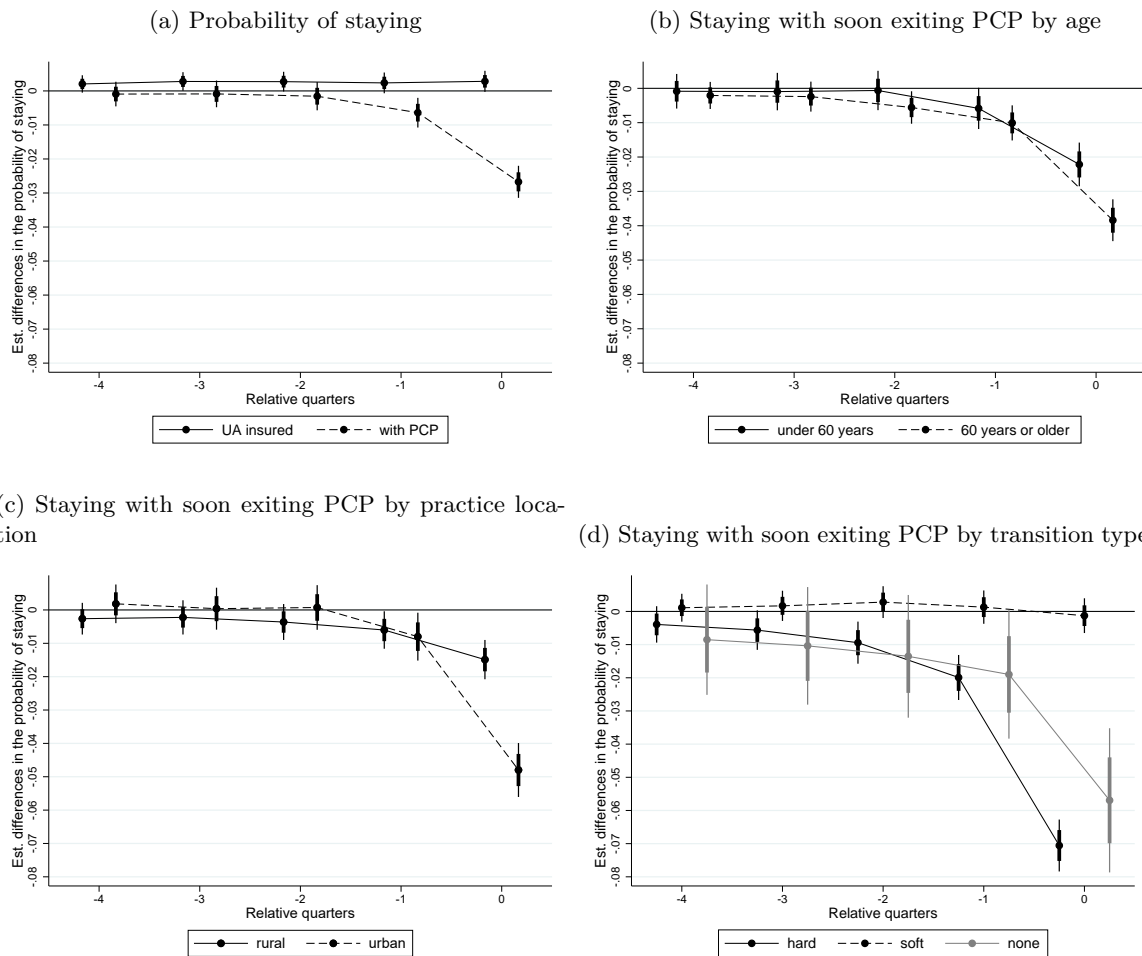 (a) Probability of staying
Est. differences in the probability of staying
0
-.01
-.02
-.03
-.04
-.05
-.06
-.07
-.08
-4
-3
-2
-1
0
Relative quarters
UA insured
with PCP
(b) Staying with soon exiting PCP by age
Est. differences in the probability of staying
0
-.01
-.02
-.03
-.04
-.05
-.06
-.07
-.08
-4
-3
-2
-1
0
Relative quarters
under 60 years
60 years or older
(c) Staying with soon exiting PCP by practice loca-
tion
Est. differences in the probability of staying
0
-.01
-.02
-.03
-.04
-.05
-.06
-.07
-.08
-4
-3
-2
-1
0
Relative quarters
rural
urban
(d) Staying with soon exiting PCP by transition type
Est. differences in the probability of staying
0
-.01
-.02
-.03
-.04
-.05
-.06
-.07
-.08
-4
-3
-2
-1
0
Relative quarters
hard
soft
none